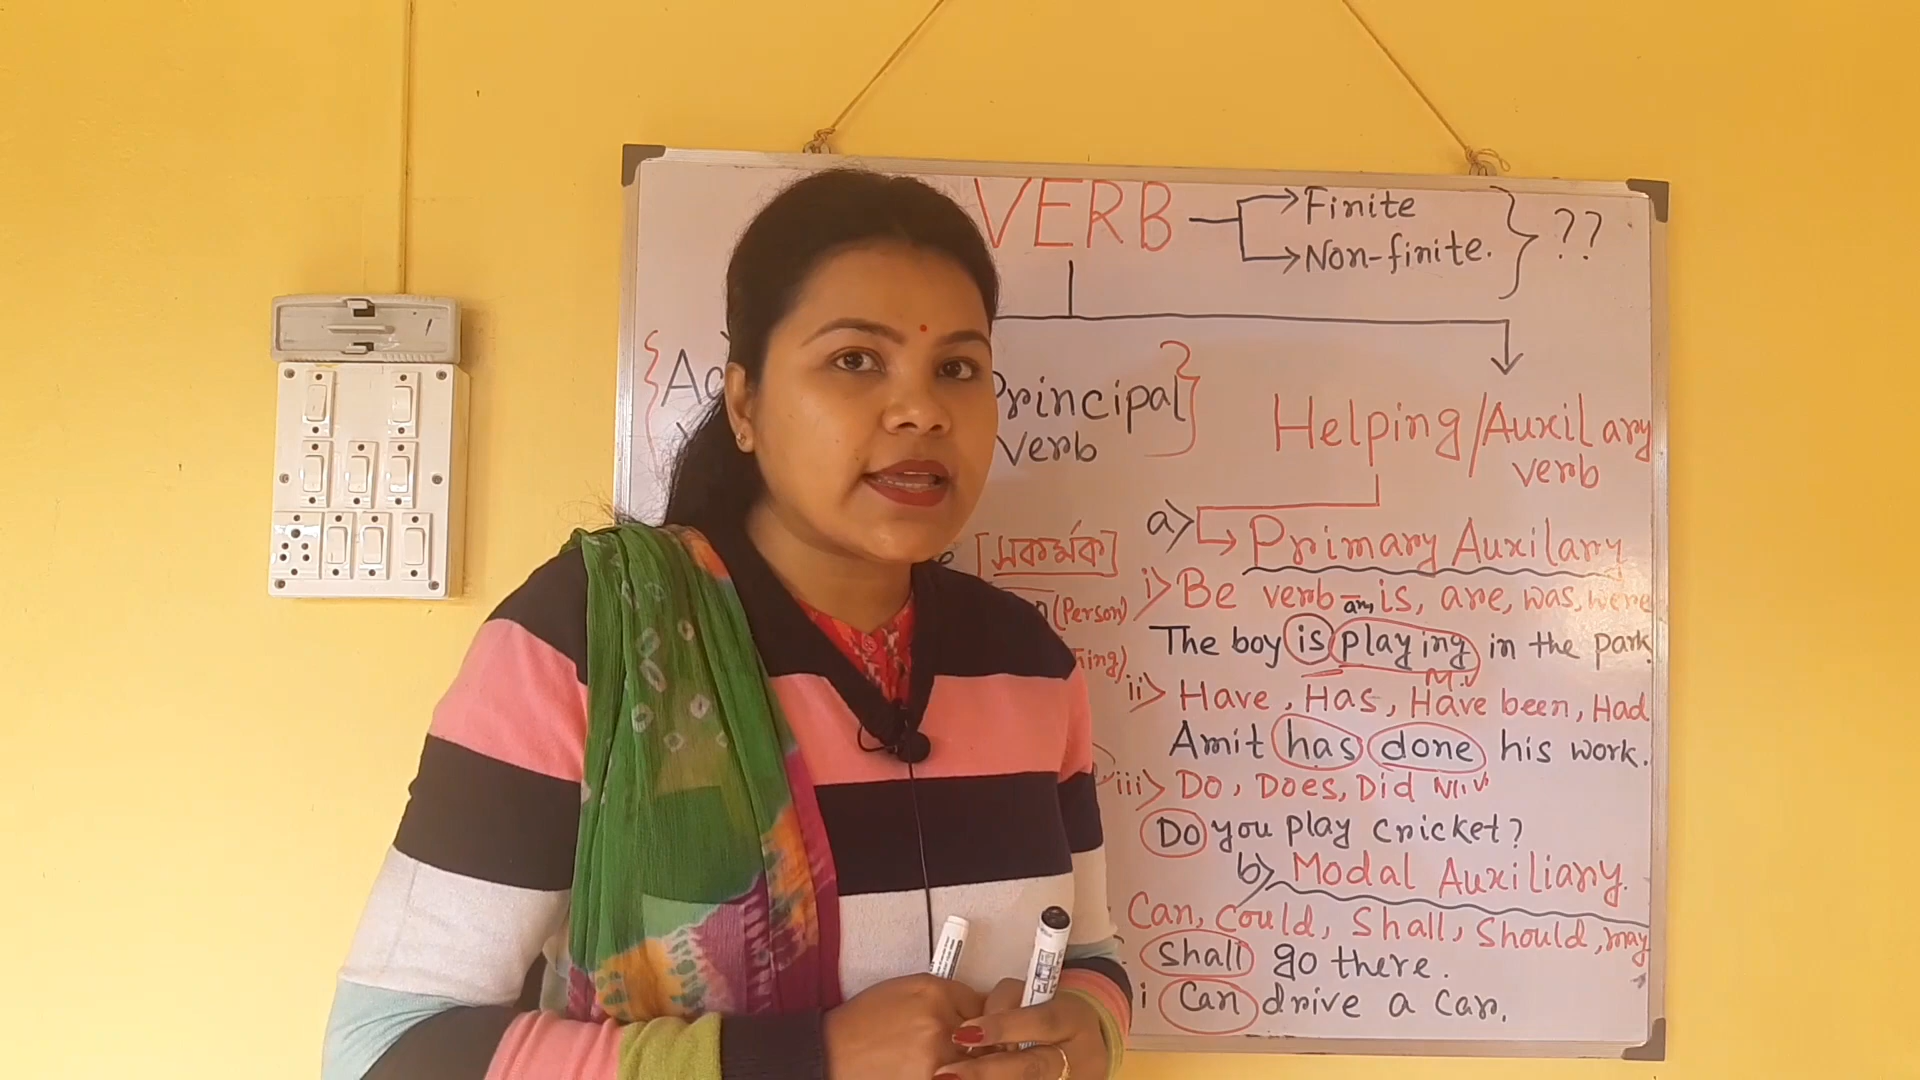 VERB
Finite
Non-finite.
??
Principal
Verb
Helping/Auxilary
verb
a> Primary Auxilary
[সকর্মক]
(Person)
i> Be verb - am, is, are, was, were
The boy is playing in the park.
ii> Have, Has, Have been, Had
M.V
Amit has done his work.
iii> Do, Does, Did M.V
Do you play cricket?
b> Modal Auxiliary.
Can, Could, Shall, Should, may
shall go there.
i can drive a car.